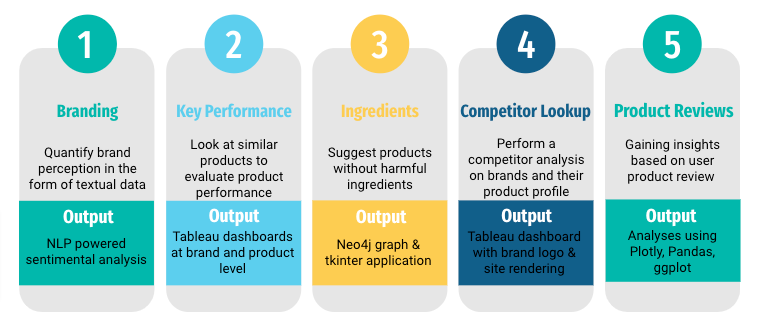 1
Branding
Quantify brand
perception in the
form of textual data
Output
NLP powered
sentimental analysis
2
Key Performance
Look at similar
products to
evaluate product
performance
Output
Tableau dashboards
at brand and product
level
3
Ingredients
Suggest products
without harmful
ingredients
Output
Neo4j graph &
tkinter application
4
Competitor Lookup
Perform a
competitor analysis
on brands and their
product profile
Output
Tableau dashboard
with brand logo &
site rendering
5
Product Reviews
Gaining insights
based on user
product review
Output
Analyses using
Plotly, Pandas,
ggplot